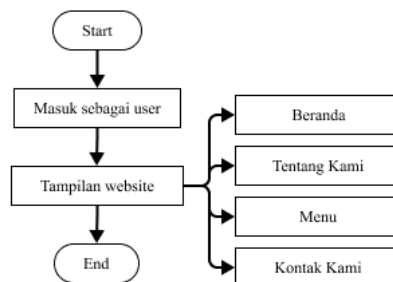 Start
Masuk sebagai user
Tampilan website
End
Beranda
Tentang Kami
Menu
Kontak Kami